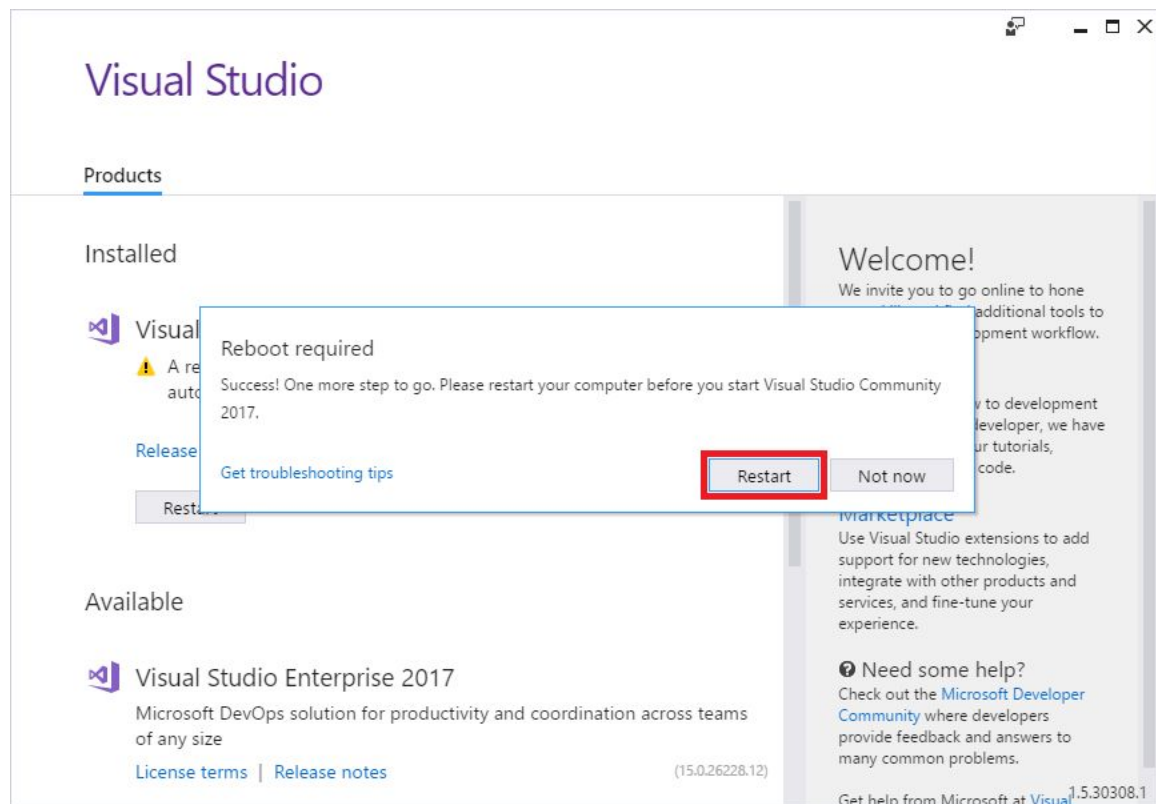 Visual Studio
Products
Installed
Visual
A re
auto
Release
Restart
Reboot required
Success! One more step to go. Please restart your computer before you start Visual Studio Community
2017.
Get troubleshooting tips
Restart
Not now
Available
Visual Studio Enterprise 2017
Microsoft DevOps solution for productivity and coordination across teams
of any size
License terms | Release notes
(15.0.26228.12)
Welcome!
We invite you to go online to hone
additional tools to
opment workflow.
to development
developer, we have
ur tutorials,
code.
Marketplace
Use Visual Studio extensions to add
support for new technologies,
integrate with other products and
services, and fine-tune your
experience.
Need some help?
Check out the Microsoft Developer
Community where developers
provide feedback and answers to
many common problems.
Get help from Microsoft at Visual
1.5.30308.1